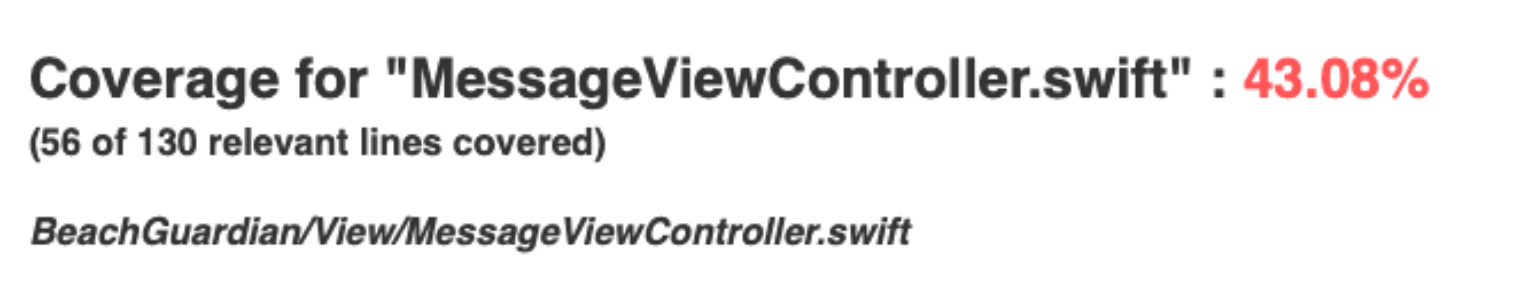 Coverage for "MessageViewController.swift" : 43.08%
(56 of 130 relevant lines covered)
BeachGuardian/View/MessageViewController.swift